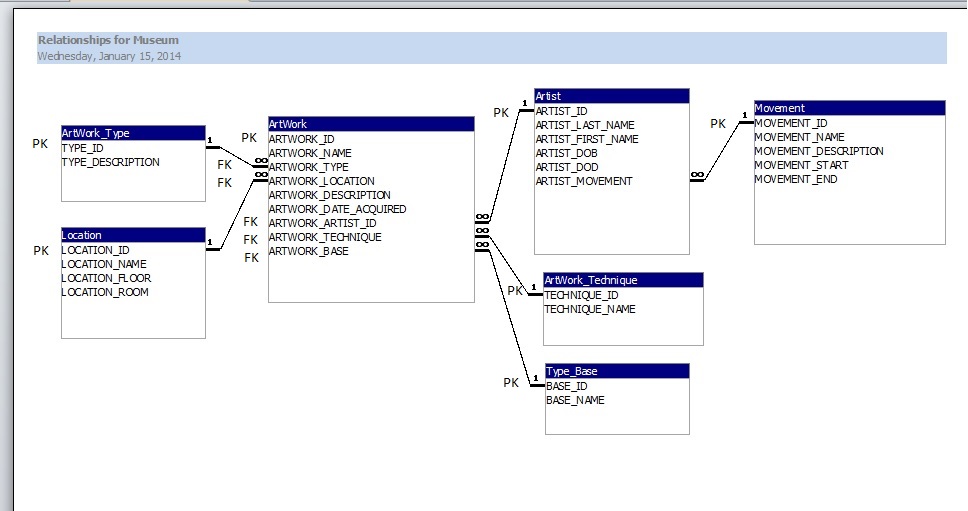 Relationships for Museum
Wednesday, January 15, 2014
PK
ArtWork_Type
TYPE_ID
TYPE_DESCRIPTION
1
PK
Location
LOCATION_ID
LOCATION_NAME
LOCATION_FLOOR
LOCATION_ROOM
1
PK
FK
FK
FK
FK
FK
∞
∞
ArtWork
ARTWORK_ID
ARTWORK_NAME
ARTWORK_TYPE
ARTWORK_LOCATION
ARTWORK_DESCRIPTION
ARTWORK_DATE_ACQUIRED
ARTWORK_ARTIST_ID
ARTWORK_TECHNIQUE
ARTWORK_BASE
∞
∞
∞
PK
1
Artist
ARTIST_ID
ARTIST_LAST_NAME
ARTIST_FIRST_NAME
ARTIST_DOB
ARTIST_DOD
ARTIST_MOVEMENT
∞
PK
1
Movement
MOVEMENT_ID
MOVEMENT_NAME
MOVEMENT_DESCRIPTION
MOVEMENT_START
MOVEMENT_END
PK
1
ArtWork_Technique
TECHNIQUE_ID
TECHNIQUE_NAME
PK
1
Type_Base
BASE_ID
BASE_NAME